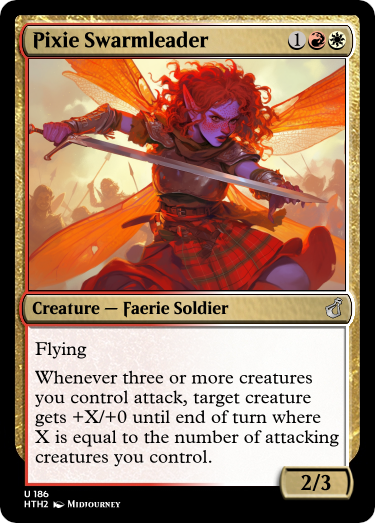 Pixie Swarmleader 1
Creature — Faerie Soldier
Flying
Whenever three or more creatures
you control attack, target creature
gets +X/+0 until end of turn where
X is equal to the number of attacking
creatures you control.
2/3
U 186
HTH2 Midjourney